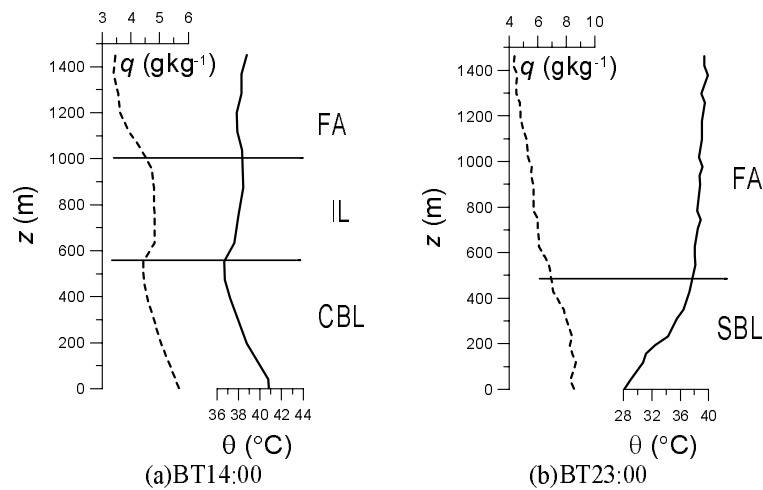 3 4 5 6
q (gkg-1)
1400
1200
1000
800
600
400
200
0
z (m)
FA
IL
CBL
36 38 40 42 44
θ (°C)
(a)BT14:00
4 6 8 10
q (gkg-1)
1400
1200
1000
800
600
400
200
0
z (m)
FA
SBL
28 32 36 40
θ (°C)
(b)BT23:00